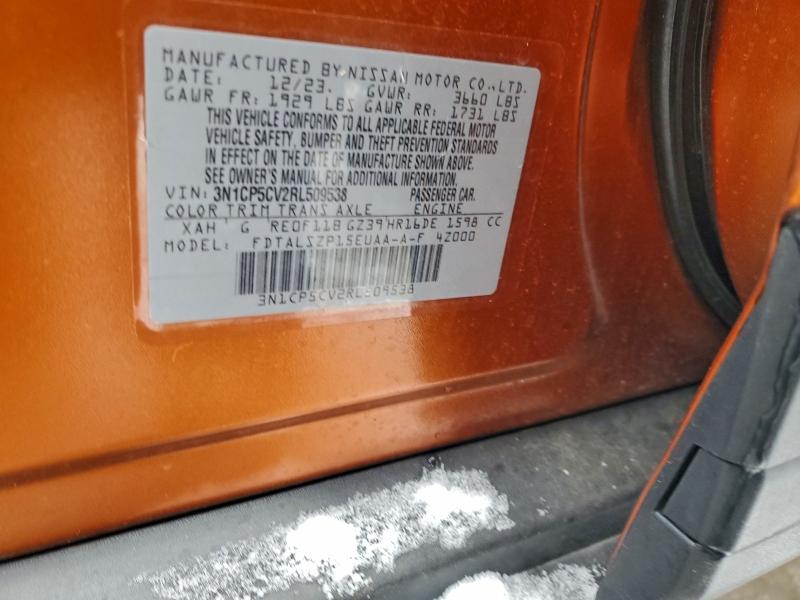 MANUFACTURED BY NISSAN MOTOR CO.,LTD.
DATE: 12/23. GVWR: 3660 LBS
GAWR FR: 1929 LBS GAWR RR: 1731 LBS
THIS VEHICLE CONFORMS TO ALL APPLICABLE FEDERAL MOTOR
VEHICLE SAFETY, BUMPER AND THEFT PREVENTION STANDARDS
IN EFFECT ON THE DATE OF MANUFACTURE SHOWN ABOVE.
SEE OWNER'S MANUAL FOR ADDITIONAL INFORMATION.
VIN: 3N1CP5CV2RL509538 PASSENGER CAR.
COLOR TRIM TRANS AXLE ENGINE
XAH G RE0F11B GZ39 HR16DE 1598 CC
MODEL: FDTALSZP15EUAA-A-F 42000
3N1CP5CV2RL509538